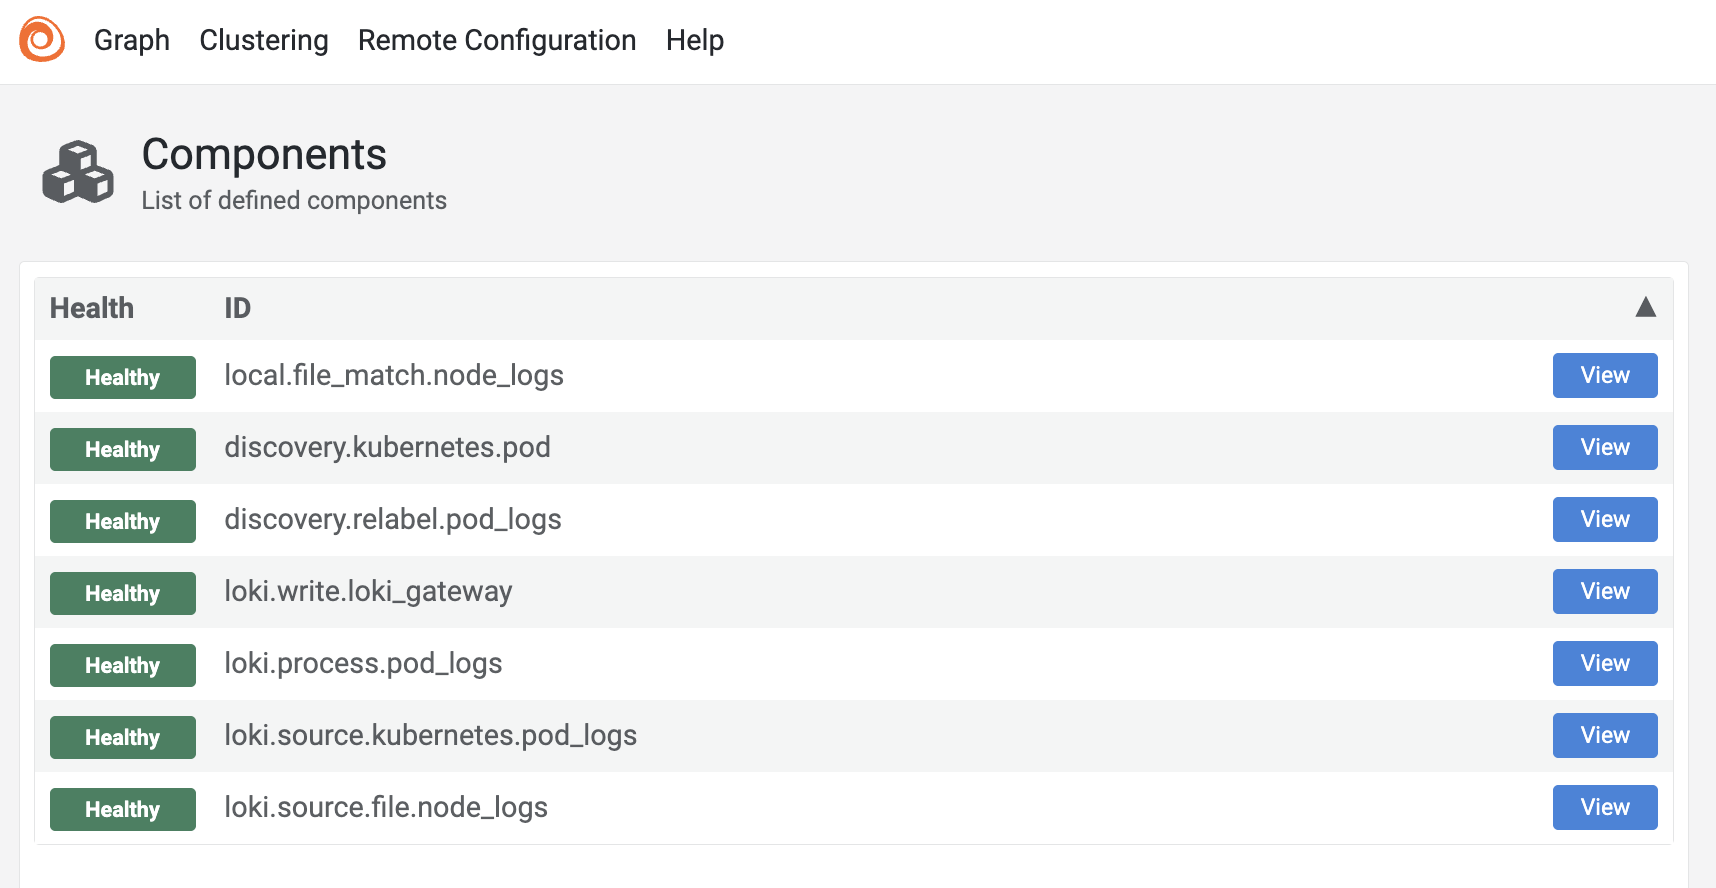 Graph Clustering Remote Configuration Help
Components
List of defined components
Health ID ▲
Healthy local.file_match.node_logs View
Healthy discovery.kubernetes.pod View
Healthy discovery.relabel.pod_logs View
Healthy loki.write.loki_gateway View
Healthy loki.process.pod_logs View
Healthy loki.source.kubernetes.pod_logs View
Healthy loki.source.file.node_logs View